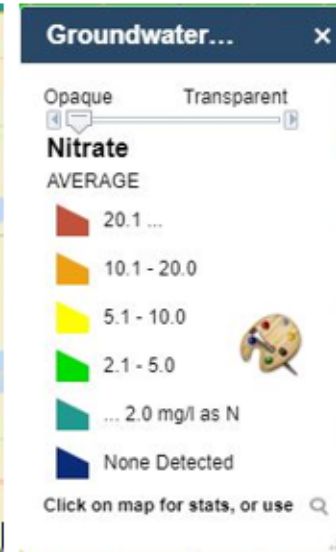 Groundwater... ×
Opaque Transparent
Nitrate
AVERAGE
20.1 ...
10.1 - 20.0
5.1 - 10.0
2.1 - 5.0
... 2.0 mg/l as N
None Detected
Click on map for stats, or use